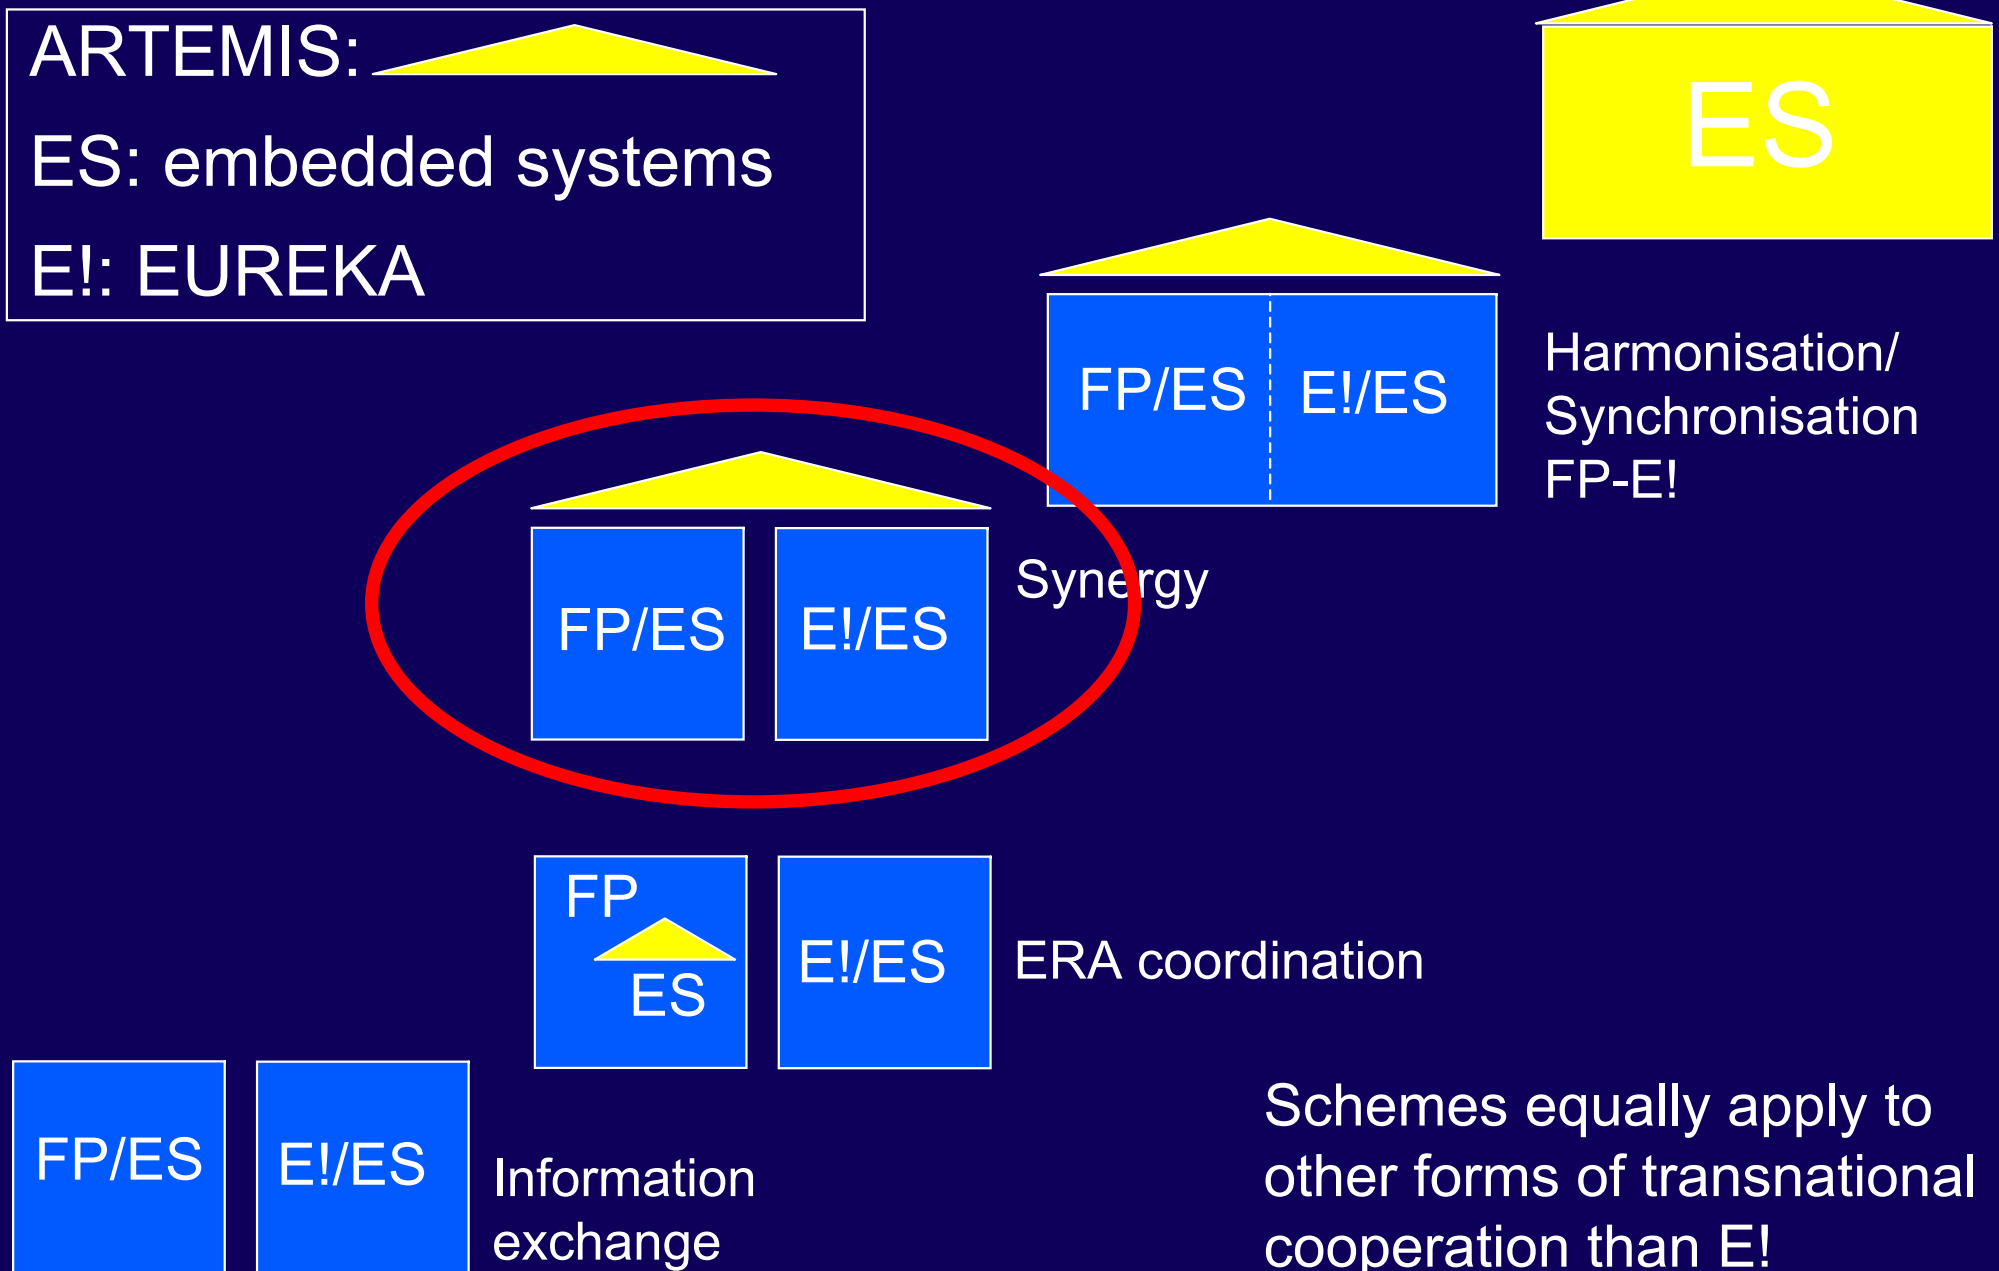 ARTEMIS:
ES: embedded systems
E!: EUREKA
ES
FP/ES
E!/ES
Harmonisation/
Synchronisation
FP-E!
FP/ES
E!/ES
Synergy
FP
ES
E!/ES
ERA coordination
FP/ES
E!/ES
Information
exchange
Schemes equally apply to
other forms of transnational
cooperation than E!